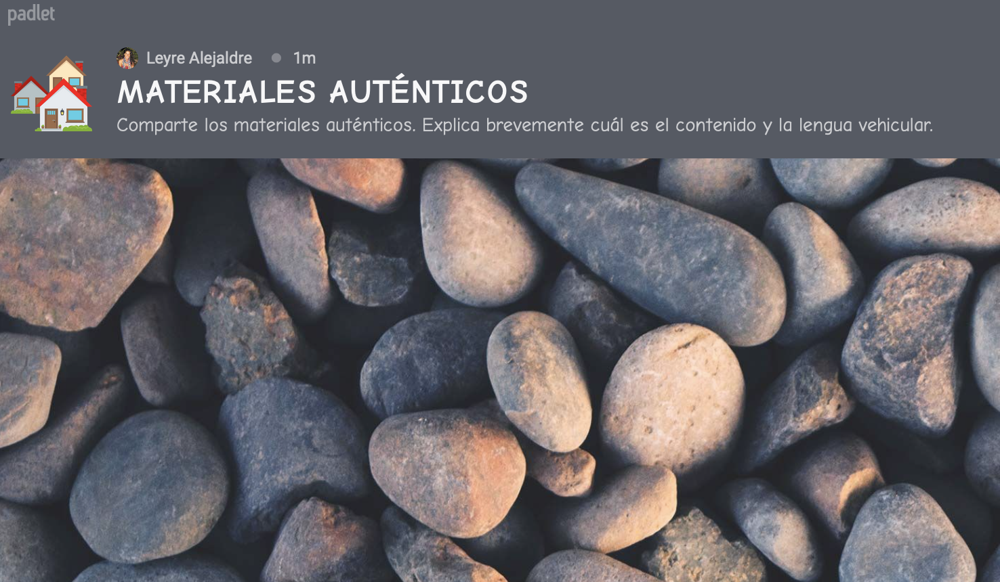 padlet
Leyre Alejaldre 1m
MATERIALES AUTÉNTICOS
Comparte los materiales auténticos. Explica brevemente cuál es el contenido y la lengua vehicular.